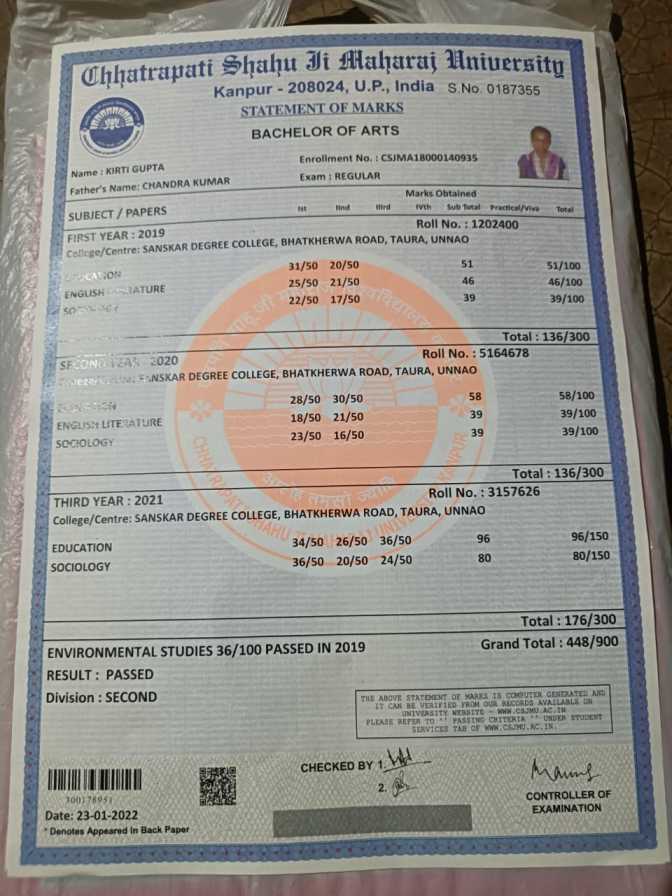 Chhatrapati Shahu Ji Maharaj University
Kanpur - 208024, U.P., India S.No. 0187355
STATEMENT OF MARKS
BACHELOR OF ARTS
Enrollment No. : CSJMA18000140935
Name : KIRTI GUPTA
Exam : REGULAR
Father's Name: CHANDRA KUMAR
Marks Obtained
SUBJECT / PAPERS Ist IInd IIIrd IVth Sub Total Practical/Viva Total
Roll No. : 1202400
FIRST YEAR : 2019
College/Centre: SANSKAR DEGREE COLLEGE, BHATKHERWA ROAD, TAURA, UNNAO
31/50 20/50 51 51/100
ENGLISH 25/50 21/50 46 46/100
22/50 17/50 39 39/100
Total : 136/300
SECOND YEAR 2020 Roll No. : 5164678
SANSKAR DEGREE COLLEGE, BHATKHERWA ROAD, TAURA, UNNAO
28/50 30/50 58 58/100
ENGLISH LITERATURE 18/50 21/50 39 39/100
SOCIOLOGY 23/50 16/50 39 39/100
Total : 136/300
THIRD YEAR : 2021 Roll No. : 3157626
College/Centre: SANSKAR DEGREE COLLEGE, BHATKHERWA ROAD, TAURA, UNNAO
EDUCATION 34/50 26/50 36/50 96 96/150
SOCIOLOGY 36/50 20/50 24/50 80 80/150
Total : 176/300
ENVIRONMENTAL STUDIES 36/100 PASSED IN 2019 Grand Total : 448/900
RESULT : PASSED
Division : SECOND
THE ABOVE STATEMENT OF MARKS IS COMPUTER GENERATED AND
IT CAN BE VERIFIED FROM OUR RECORDS AVAILABLE ON
UNIVERSITY WEBSITE - WWW.CSJMU.AC.IN
PLEASE REFER TO '' PASSING CRITERIA '' UNDER STUDENT
SERVICES TAB OF WWW.CSJMU.AC.IN.
CHECKED BY 1.
2.
CONTROLLER OF
EXAMINATION
300178951
Date: 23-01-2022
* Denotes Appeared in Back Paper